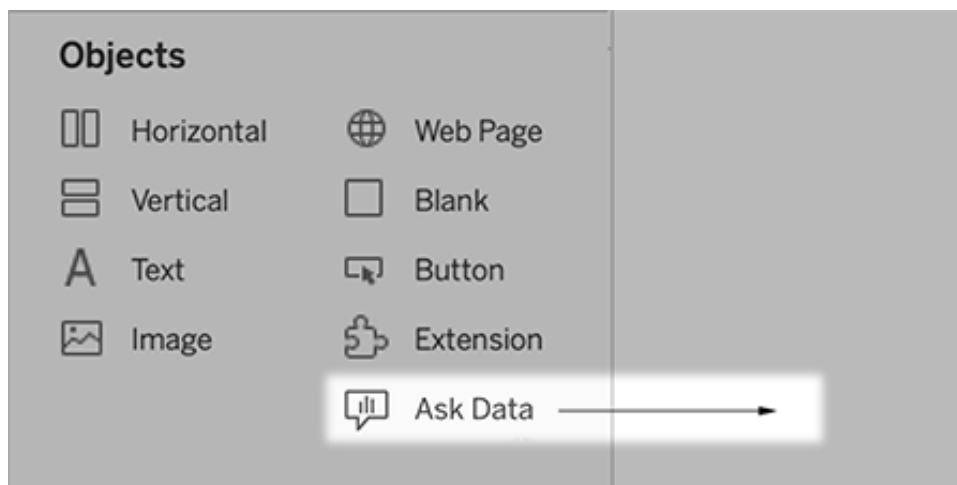 Objects
Horizontal
Web Page
Vertical
Blank
Text
Button
Image
Extension
Ask Data